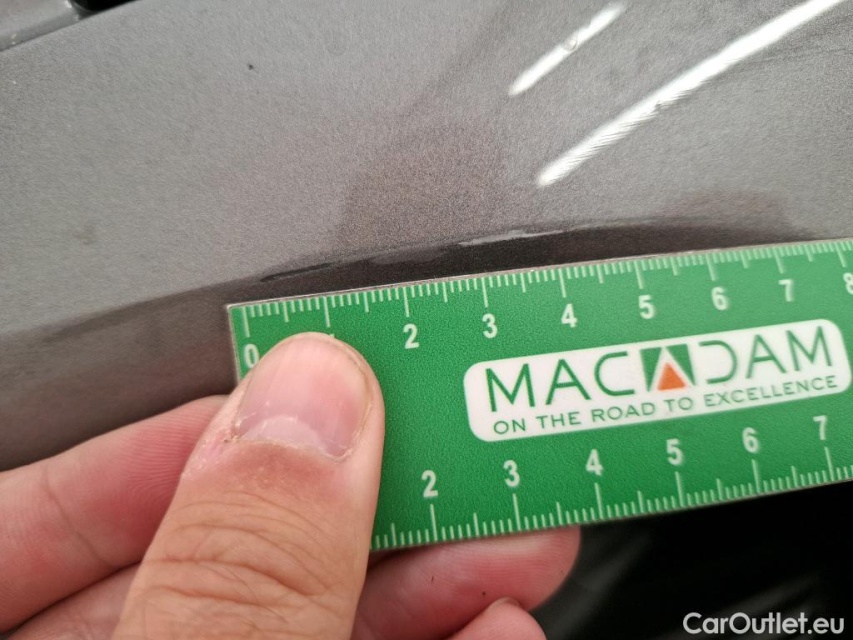 0 2 3 4 5 6 7 8
MACADAM
ON THE ROAD TO EXCELLENCE
2 3 4 5 6 7
CarOutlet.eu